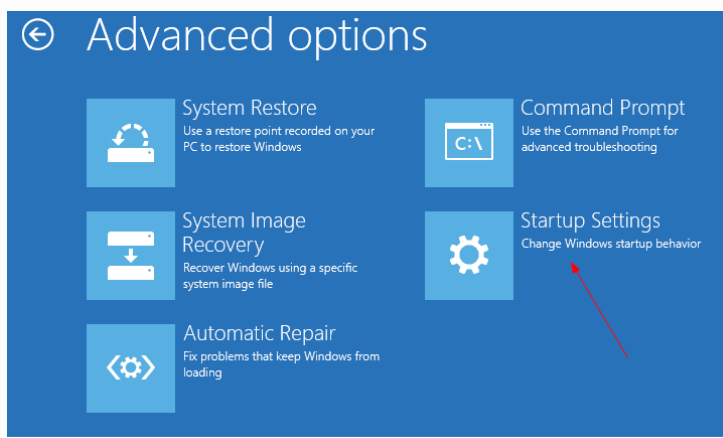 Advanced options
System Restore
Use a restore point recorded on your
PC to restore Windows
System Image
Recovery
Recover Windows using a specific
system image file
Automatic Repair
Fix problems that keep Windows from
loading
C:\
Command Prompt
Use the Command Prompt for
advanced troubleshooting
Startup Settings
Change Windows startup behavior